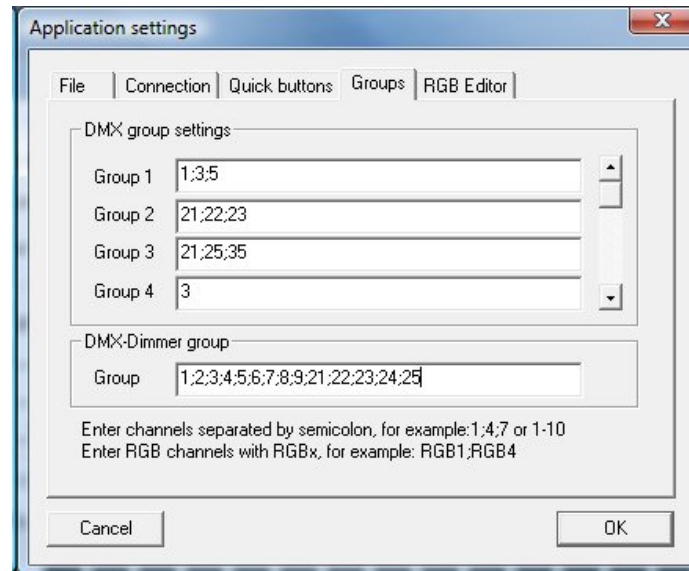 Application settings
File Connection Quick buttons Groups RGB Editor
DMX group settings
Group 1 1;3;5
Group 2 21;22;23
Group 3 21;25;35
Group 4 3
DMX-Dimmer group
Group 1;2;3;4;5;6;7;8;9;21;22;23;24;25
Enter channels separated by semicolon, for example:1;4;7 or 1-10
Enter RGB channels with RGBx, for example: RGB1;RGB4
Cancel OK